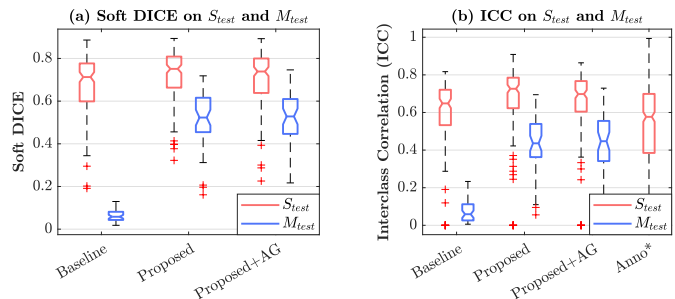 (a) Soft DICE on S_test and M_test
Soft DICE
0.8
0.6
0.4
0.2
0
S_test
M_test
Baseline
Proposed
Proposed+AG
(b) ICC on S_test and M_test
Interclass Correlation (ICC)
1
0.8
0.6
0.4
0.2
0
S_test
M_test
Baseline
Proposed
Proposed+AG
Anno*